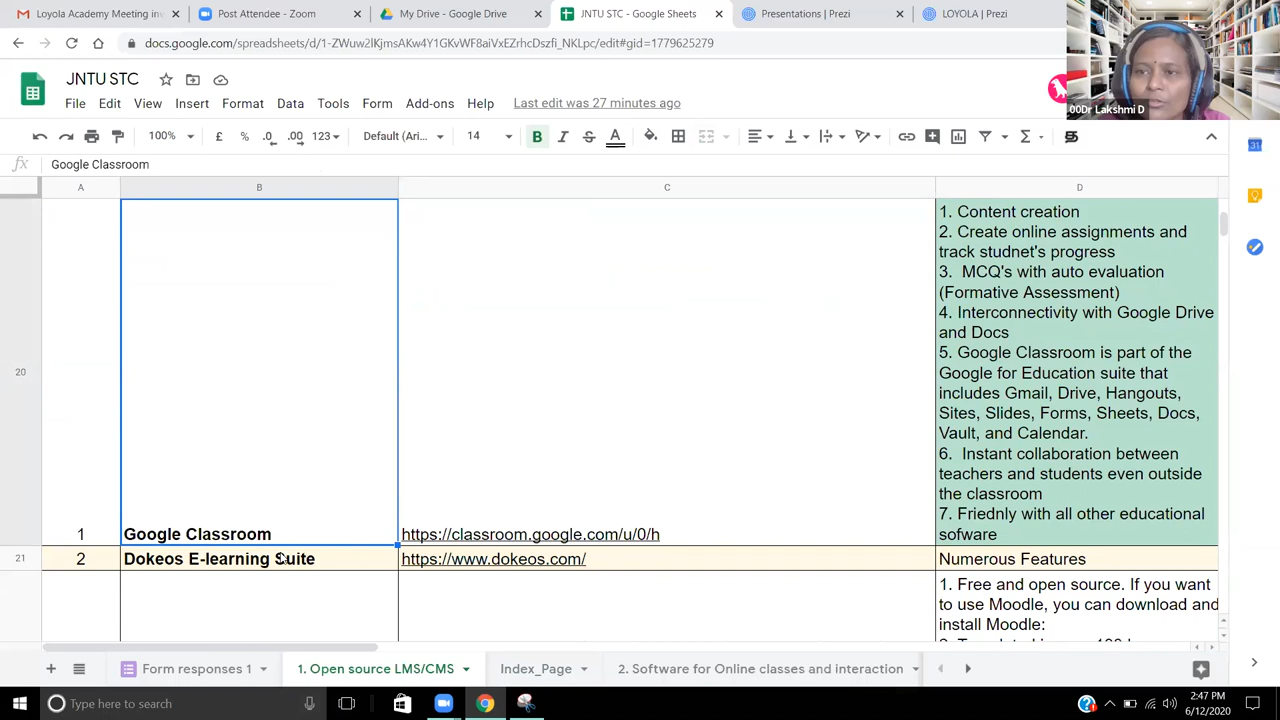 Loyola Academy Meeting in
Post Attendee - Zoom
My Drive - Google Drive
JNTU STC - Google Sheets
Presentations | Prezi
LOYOLA | Prezi
docs.google.com/spreadsheets/d/1-ZWuw2IKjmsAKw4Y1GKvWF8aiVxEZrhcDszfi_NKLpc/edit#gid=1779625279
JNTU STC
File Edit View Insert Format Data Tools Form Add-ons Help Last edit was 27 minutes ago
00Dr Lakshmi D
100% £ % .0 .00 123 Default (Ari... 14 B I S A
fx Google Classroom
A B C D
20
1. Content creation
2. Create online assignments and
track studnet's progress
3. MCQ's with auto evaluation
(Formative Assessment)
4. Interconnectivity with Google Drive
and Docs
5. Google Classroom is part of the
Google for Education suite that
includes Gmail, Drive, Hangouts,
Sites, Slides, Forms, Sheets, Docs,
Vault, and Calendar.
6. Instant collaboration between
teachers and students even outside
the classroom
7. Friednly with all other educational
sofware
1 Google Classroom https://classroom.google.com/u/0/h
21 2 Dokeos E-learning Suite https://www.dokeos.com/ Numerous Features
1. Free and open source. If you want
to use Moodle, you can download and
install Moodle:
Form responses 1 1. Open source LMS/CMS Index_Page 2. Software for Online classes and interaction
Type here to search
2:47 PM
6/12/2020
31